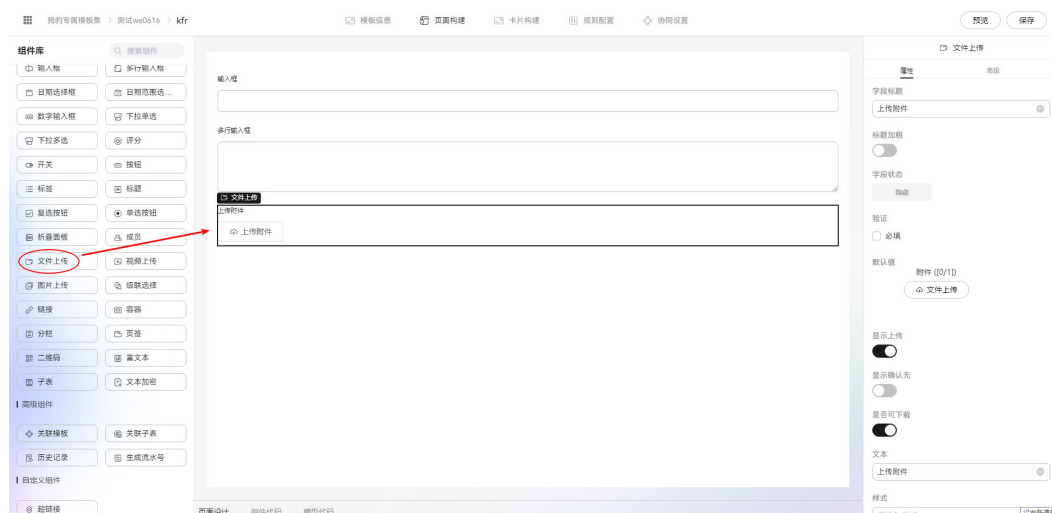 我的专属模板集 > 测试we0616 > kfr
模板信息
页面构建
卡片构建
规则配置
协同设置
预览
保存
组件库
搜索组件
输入框
多行输入框
日期选择框
日期范围选...
数字输入框
下拉单选
下拉多选
评分
开关
按钮
标签
标题
复选按钮
单选按钮
折叠面板
成员
文件上传
视频上传
图片上传
级联选择
链接
容器
分栏
页签
二维码
富文本
子表
文本加密
高级组件
关联模板
关联子表
历史记录
生成流水号
自定义组件
超链接
输入框
多行输入框
文件上传
上传附件
上传附件
页面设计
组件代码
模型代码
文件上传
属性
高级
字段标题
上传附件
标题加粗
字段状态
隐藏
验证
必填
默认值
附件 ([0/1])
文件上传
显示上传
显示确认无
是否可下载
文本
上传附件
样式